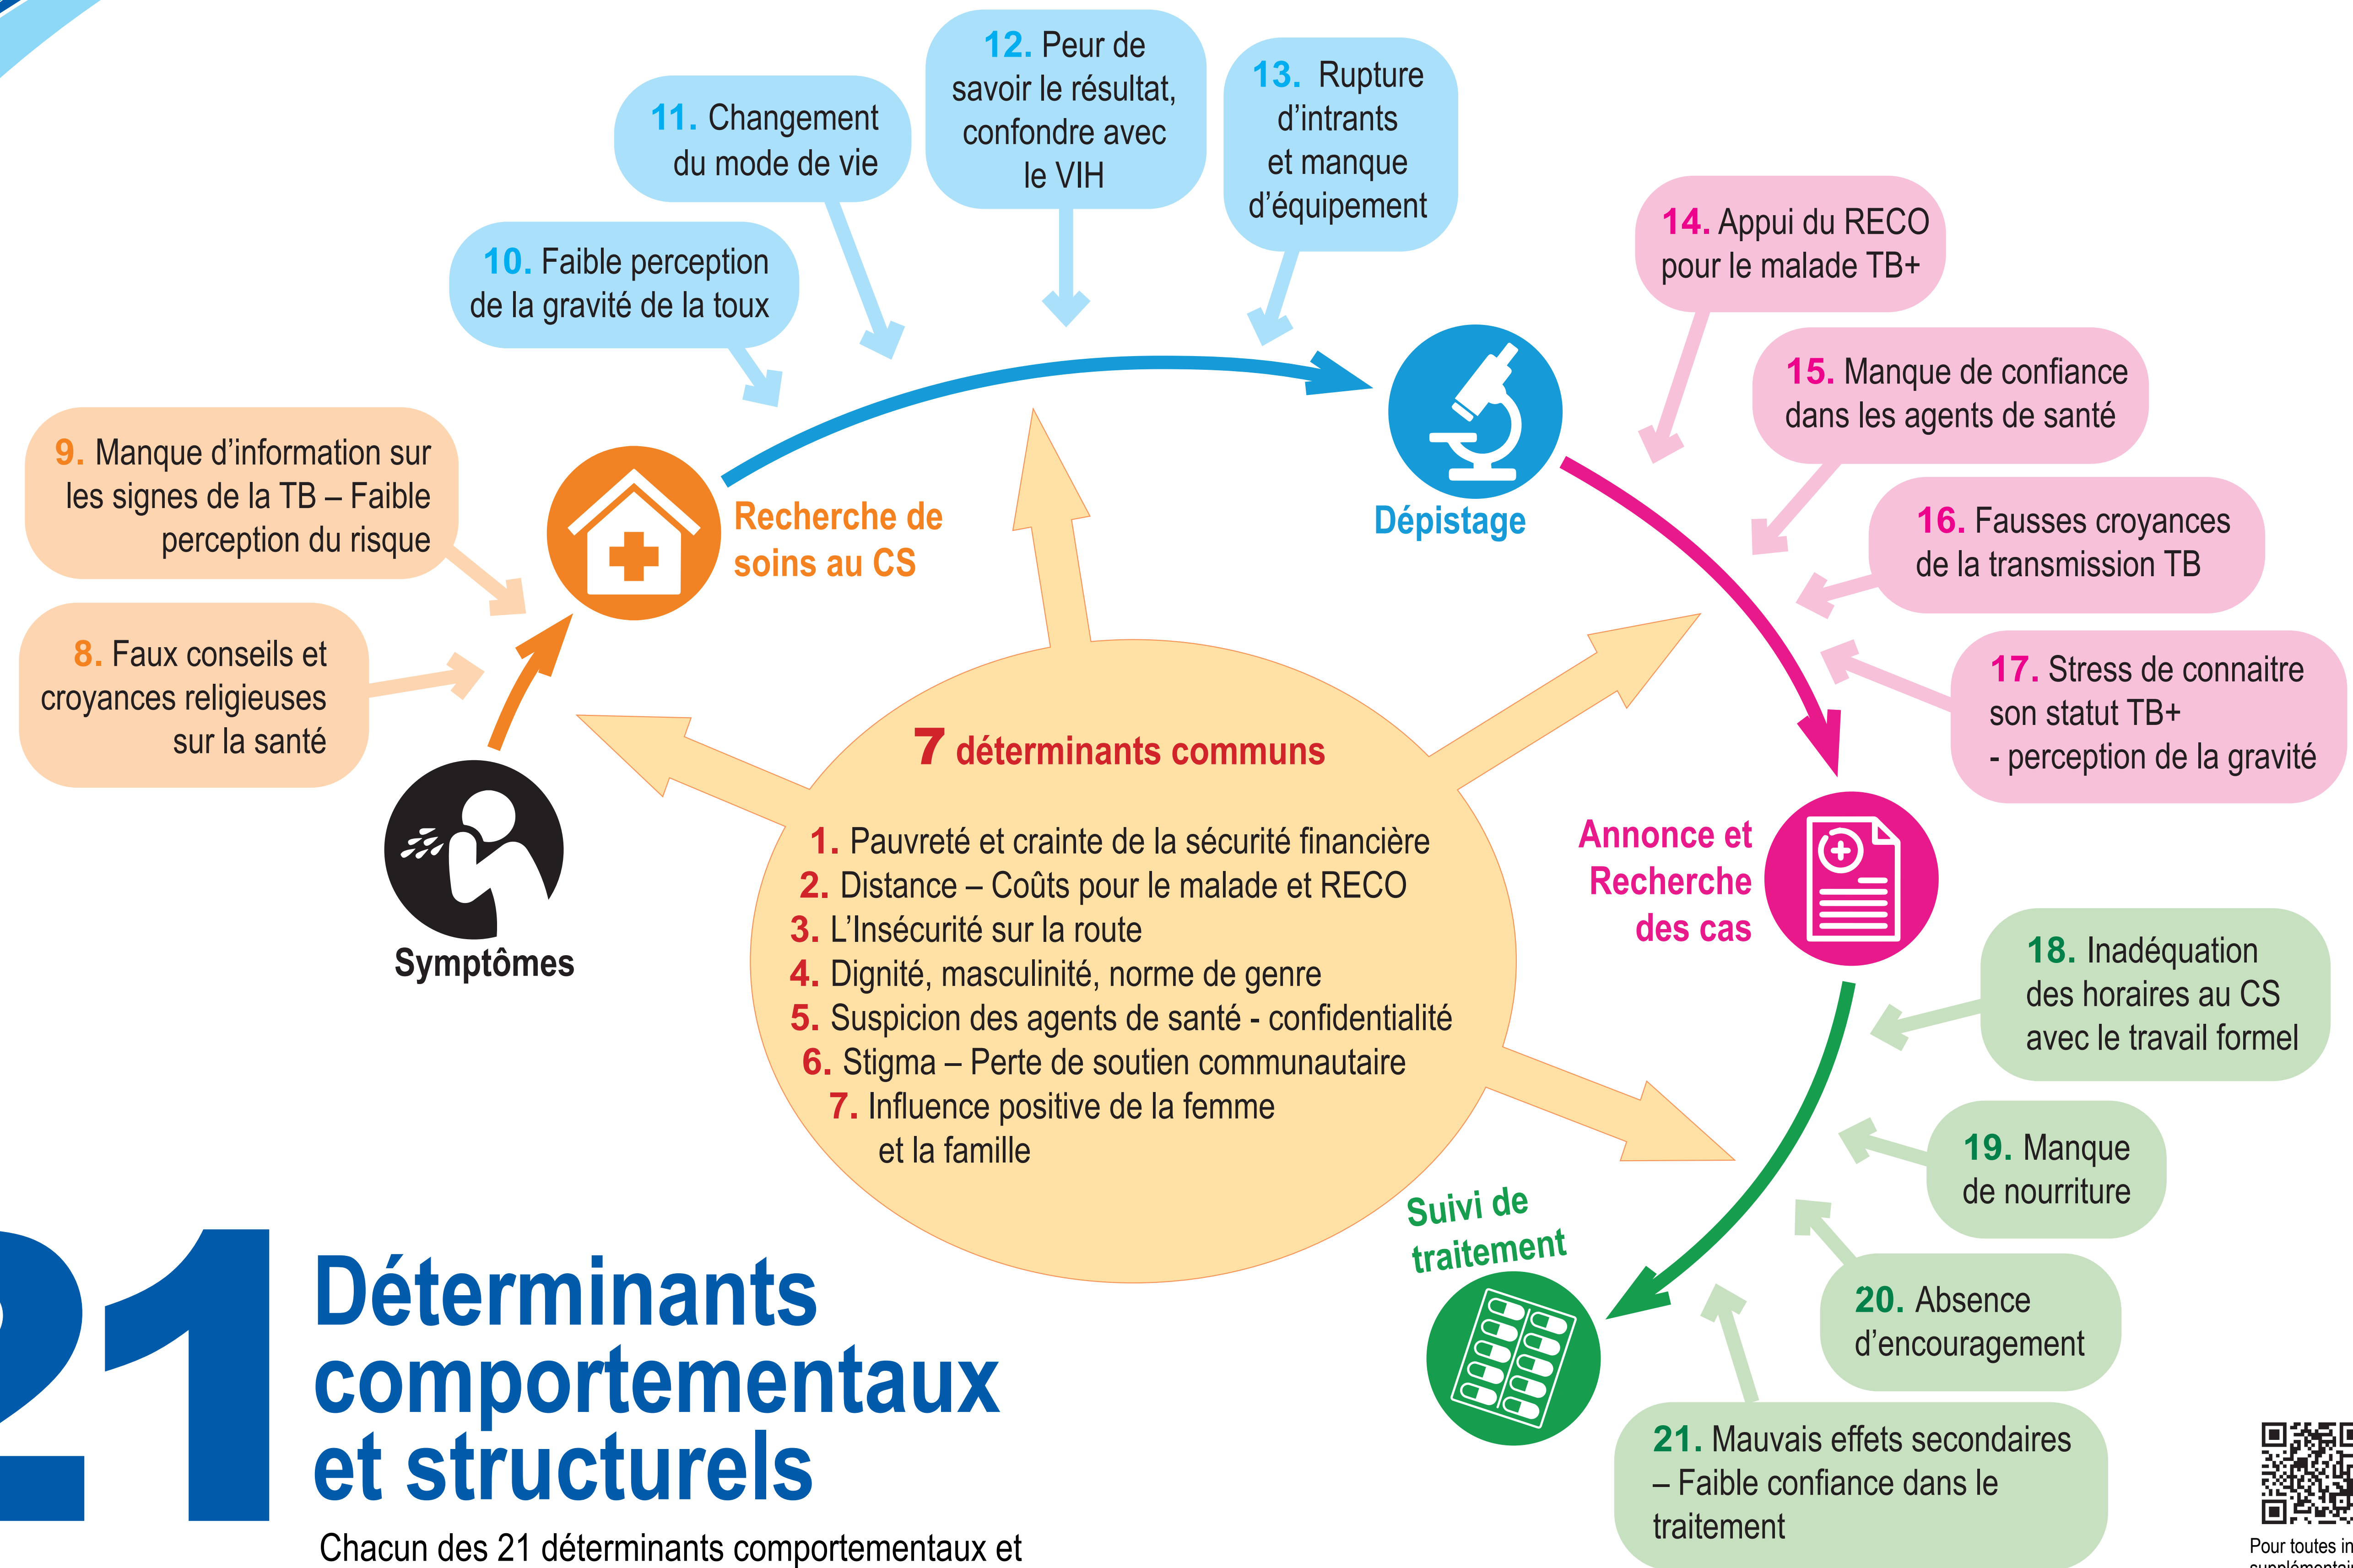 12. Peur de
savoir le résultat,
confondre avec
le VIH
13. Rupture
d’intrants
et manque
d’équipement
11. Changement
du mode de vie
10. Faible perception
de la gravité de la toux
14. Appui du RECO
pour le malade TB+
15. Manque de confiance
dans les agents de santé
16. Fausses croyances
de la transmission TB
17. Stress de connaitre
son statut TB+
- perception de la gravité
9. Manque d’information sur
les signes de la TB – Faible
perception du risque
8. Faux conseils et
croyances religieuses
sur la santé
Recherche de
soins au CS
Dépistage
Symptômes
7 déterminants communs
1. Pauvreté et crainte de la sécurité financière
2. Distance – Coûts pour le malade et RECO
3. L’Insécurité sur la route
4. Dignité, masculinité, norme de genre
5. Suspicion des agents de santé - confidentialité
6. Stigma – Perte de soutien communautaire
7. Influence positive de la femme
et la famille
Annonce et
Recherche
des cas
18. Inadéquation
des horaires au CS
avec le travail formel
19. Manque
de nourriture
20. Absence
d’encouragement
21. Mauvais effets secondaires
– Faible confiance dans le
traitement
Suivi de
traitement
21
Déterminants
comportementaux
et structurels
Chacun des 21 déterminants comportementaux et
Pour toutes